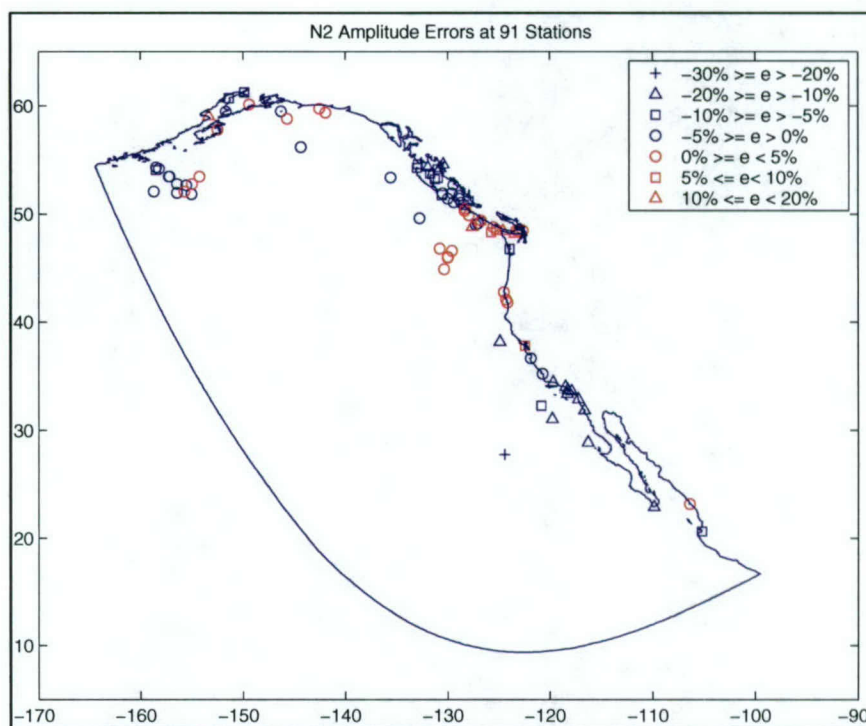 N2 Amplitude Errors at 91 Stations
−30% >= e > −20%
−20% >= e > −10%
−10% >= e > −5%
−5% >= e > 0%
0% >= e < 5%
5% <= e< 10%
10% <= e < 20%
60
50
40
30
20
10
−170 −160 −150 −140 −130 −120 −110 −100 −90